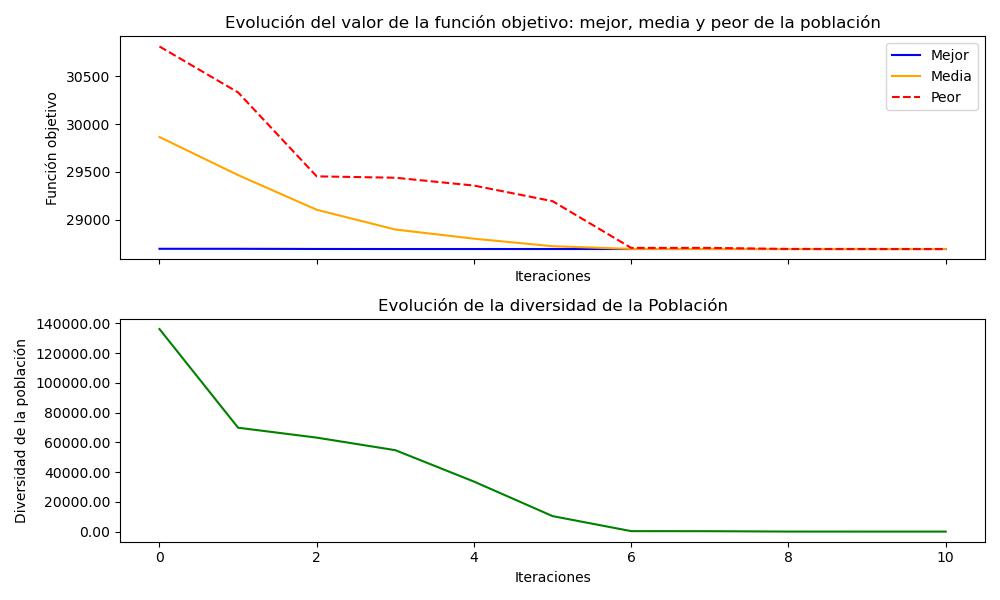 Evolución del valor de la función objetivo: mejor, media y peor de la población
Función objetivo
30500
30000
29500
29000
Mejor
Media
Peor
Iteraciones
Evolución de la diversidad de la Población
Diversidad de la población
140000.00
120000.00
100000.00
80000.00
60000.00
40000.00
20000.00
0.00
0 2 4 6 8 10
Iteraciones